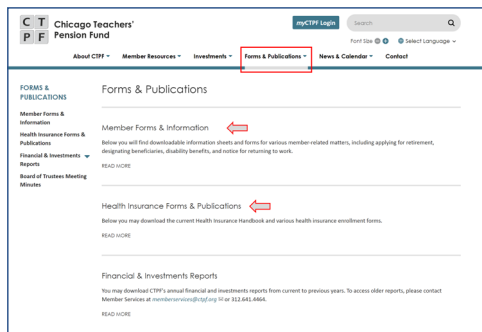 C T
P F
Chicago Teachers'
Pension Fund
myCTPF Login
Search
Font Size
Select Language
About CTPF
Member Resources
Investments
Forms & Publications
News & Calendar
Contact
FORMS &
PUBLICATIONS
Member Forms &
Information
Health Insurance Forms &
Publications
Financial & Investments
Reports
Board of Trustees Meeting
Minutes
Forms & Publications
Member Forms & Information
Below you will find downloadable information sheets and forms for various member-related matters, including applying for retirement,
designating beneficiaries, disability benefits, and notice for returning to work.
READ MORE
Health Insurance Forms & Publications
Below you may download the current Health Insurance Handbook and various health insurance enrollment forms.
READ MORE
Financial & Investments Reports
You may download CTPF's annual financial and investments reports from current to previous years. To access older reports, please contact
Member Services at memberservices@ctpf.org or 312.641.4464.
READ MORE